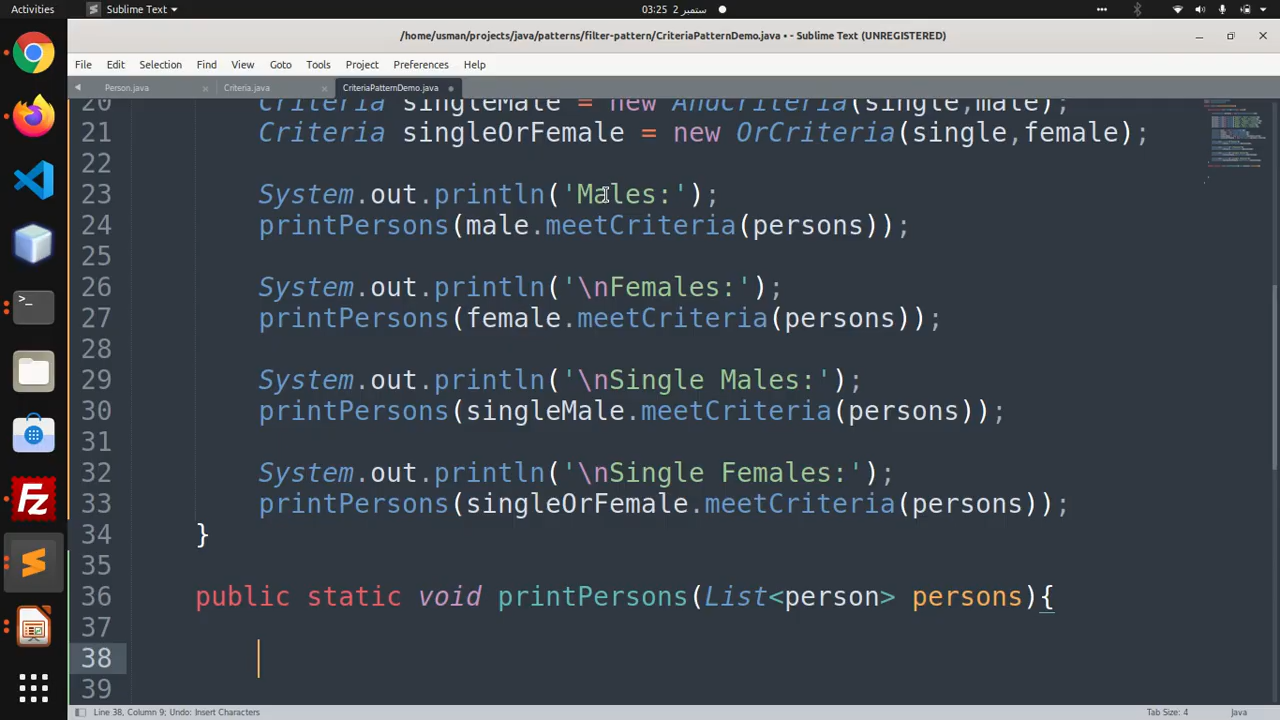 Activities
Sublime Text
03:25 2 ستمبر
/home/usman/projects/java/patterns/filter-pattern/CriteriaPatternDemo.java • - Sublime Text (UNREGISTERED)
File Edit Selection Find View Goto Tools Project Preferences Help
Person.java × Criteria.java × CriteriaPatternDemo.java
20 Criteria singleMale = new AndCriteria(single,male);
21 Criteria singleOrFemale = new OrCriteria(single,female);
22
23 System.out.println('Males:');
24 printPersons(male.meetCriteria(persons));
25
26 System.out.println('\nFemales:');
27 printPersons(female.meetCriteria(persons));
28
29 System.out.println('\nSingle Males:');
30 printPersons(singleMale.meetCriteria(persons));
31
32 System.out.println('\nSingle Females:');
33 printPersons(singleOrFemale.meetCriteria(persons));
34 }
35
36 public static void printPersons(List<person> persons){
37
38
39
Line 38, Column 9; Undo: Insert Characters
Tab Size: 4
Java